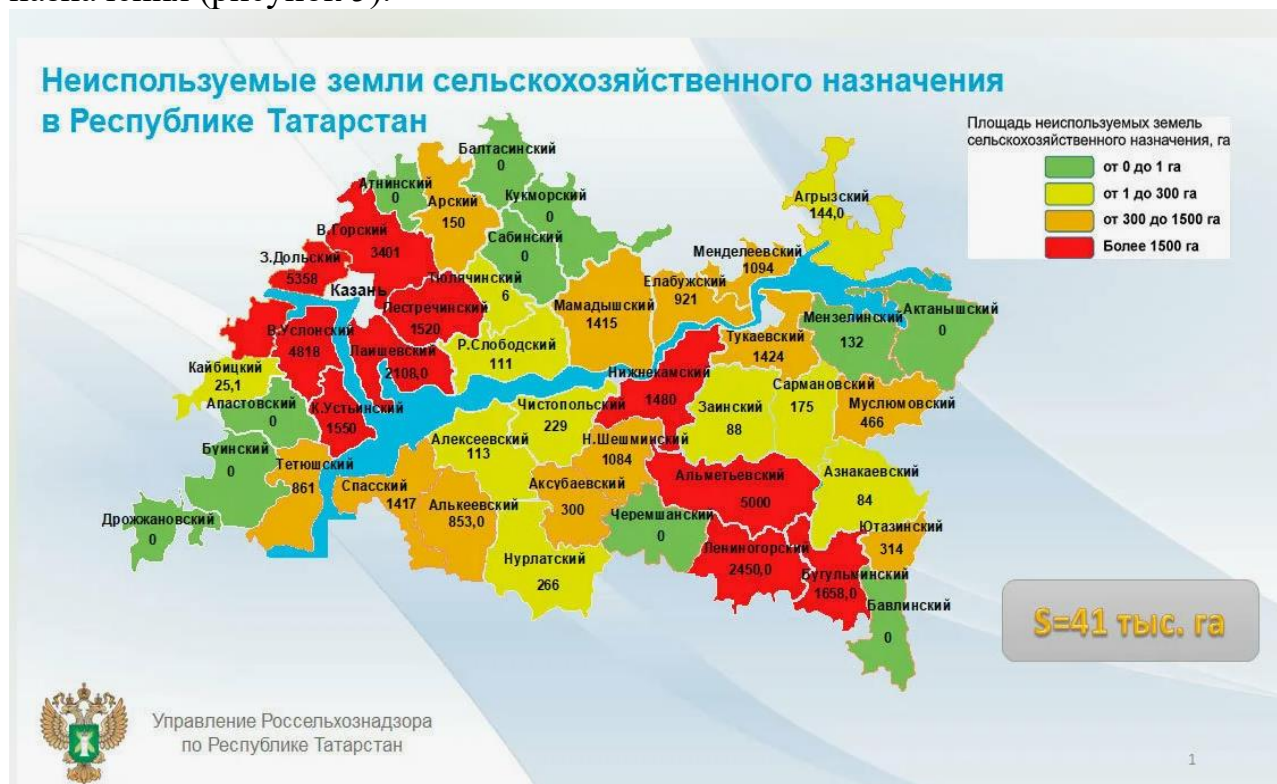 назначения (рисунок 3).
Неиспользуемые земли сельскохозяйственного назначения
в Республике Татарстан
Площадь неиспользуемых земель
сельскохозяйственного назначения, га
от 0 до 1 га
от 1 до 300 га
от 300 до 1500 га
Более 1500 га
Балтасинский
0
Атнинский
0
Арский
150
Кукморский
0
Агрызский
144,0
В.Горский
3401
Сабинский
0
З.Дольский
5358
Менделеевский
1094
Тюлячинский
6
Елабужский
921
Казань
Мамадышский
1415
Пестречинский
1520
Мензелинский
132
Актанышский
0
В.Услонский
4818
Лаишевский
2108,0
Р.Слободский
111
Тукаевский
1424
Кайбицкий
25,1
Нижнекамский
1480
Сармановский
175
Апастовский
0
К.Устьинский
1550
Чистопольский
229
Заинский
88
Муслюмовский
466
Буинский
0
Алексеевский
113
Н.Шешминский
1084
Тетюшский
861
Спасский
1417
Аксубаевский
300
Альметьевский
5000
Азнакаевский
84
Алькеевский
853,0
Дрожжановский
0
Черемшанский
0
Ютазинский
314
Нурлатский
266
Лениногорский
2450,0
Бугульминский
1658,0
Бавлинский
0
S=41 тыс. га
Управление Россельхознадзора
по Республике Татарстан
1